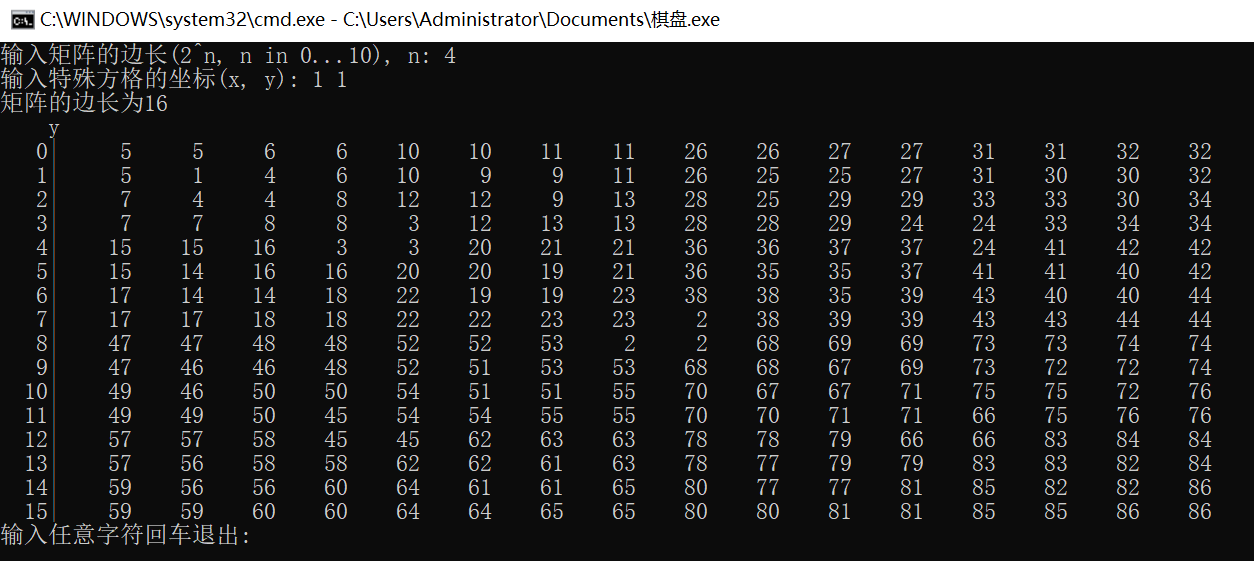 C:\WINDOWS\system32\cmd.exe - C:\Users\Administrator\Documents\棋盘.exe
输入矩阵的边长(2^n, n in 0...10), n: 4
输入特殊方格的坐标(x, y): 1 1
矩阵的边长为16
y
0 5 5 6 6 10 10 11 11 26 26 27 27 31 31 32 32
1 5 1 4 6 10 9 9 11 26 25 25 27 31 30 30 32
2 7 4 4 8 12 12 9 13 28 25 29 29 33 33 30 34
3 7 7 8 8 3 12 13 13 28 28 29 24 24 33 34 34
4 15 15 16 3 3 20 21 21 36 36 37 37 24 41 42 42
5 15 14 16 16 20 20 19 21 36 35 35 37 41 41 40 42
6 17 14 14 18 22 19 19 23 38 38 35 39 43 40 40 44
7 17 17 18 18 22 22 23 23 2 38 39 39 43 43 44 44
8 47 47 48 48 52 52 53 2 2 68 69 69 73 73 74 74
9 47 46 46 48 52 51 53 53 68 68 67 69 73 72 72 74
10 49 46 50 50 54 51 51 55 70 67 67 71 75 75 72 76
11 49 49 50 45 54 54 55 55 70 70 71 71 66 75 76 76
12 57 57 58 45 45 62 63 63 78 78 79 66 66 83 84 84
13 57 56 58 58 62 62 61 63 78 77 79 79 83 83 82 84
14 59 56 56 60 64 61 61 65 80 77 77 81 85 82 82 86
15 59 59 60 60 64 64 65 65 80 80 81 81 85 85 86 86
输入任意字符回车退出: